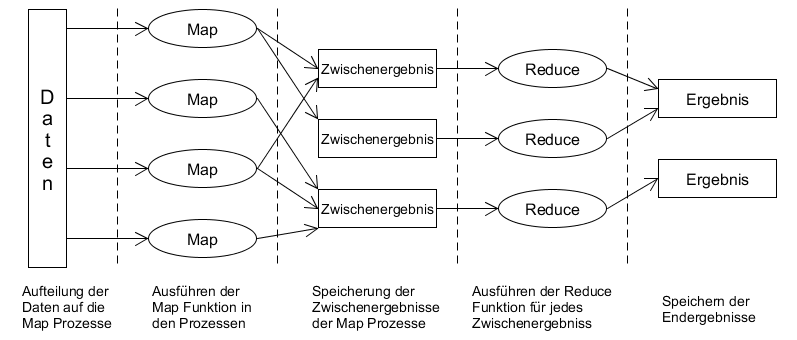 Daten
Map
Map
Map
Map
Zwischenergebnis
Zwischenergebnis
Zwischenergebnis
Reduce
Reduce
Reduce
Ergebnis
Ergebnis
Aufteilung der
Daten auf die
Map Prozesse
Ausführen der
Map Funktion in
den Prozessen
Speicherung der
Zwischenergebnisse
der Map Prozesse
Ausführen der Reduce
Funktion für jedes
Zwischenergebniss
Speichern der
Endergebnisse